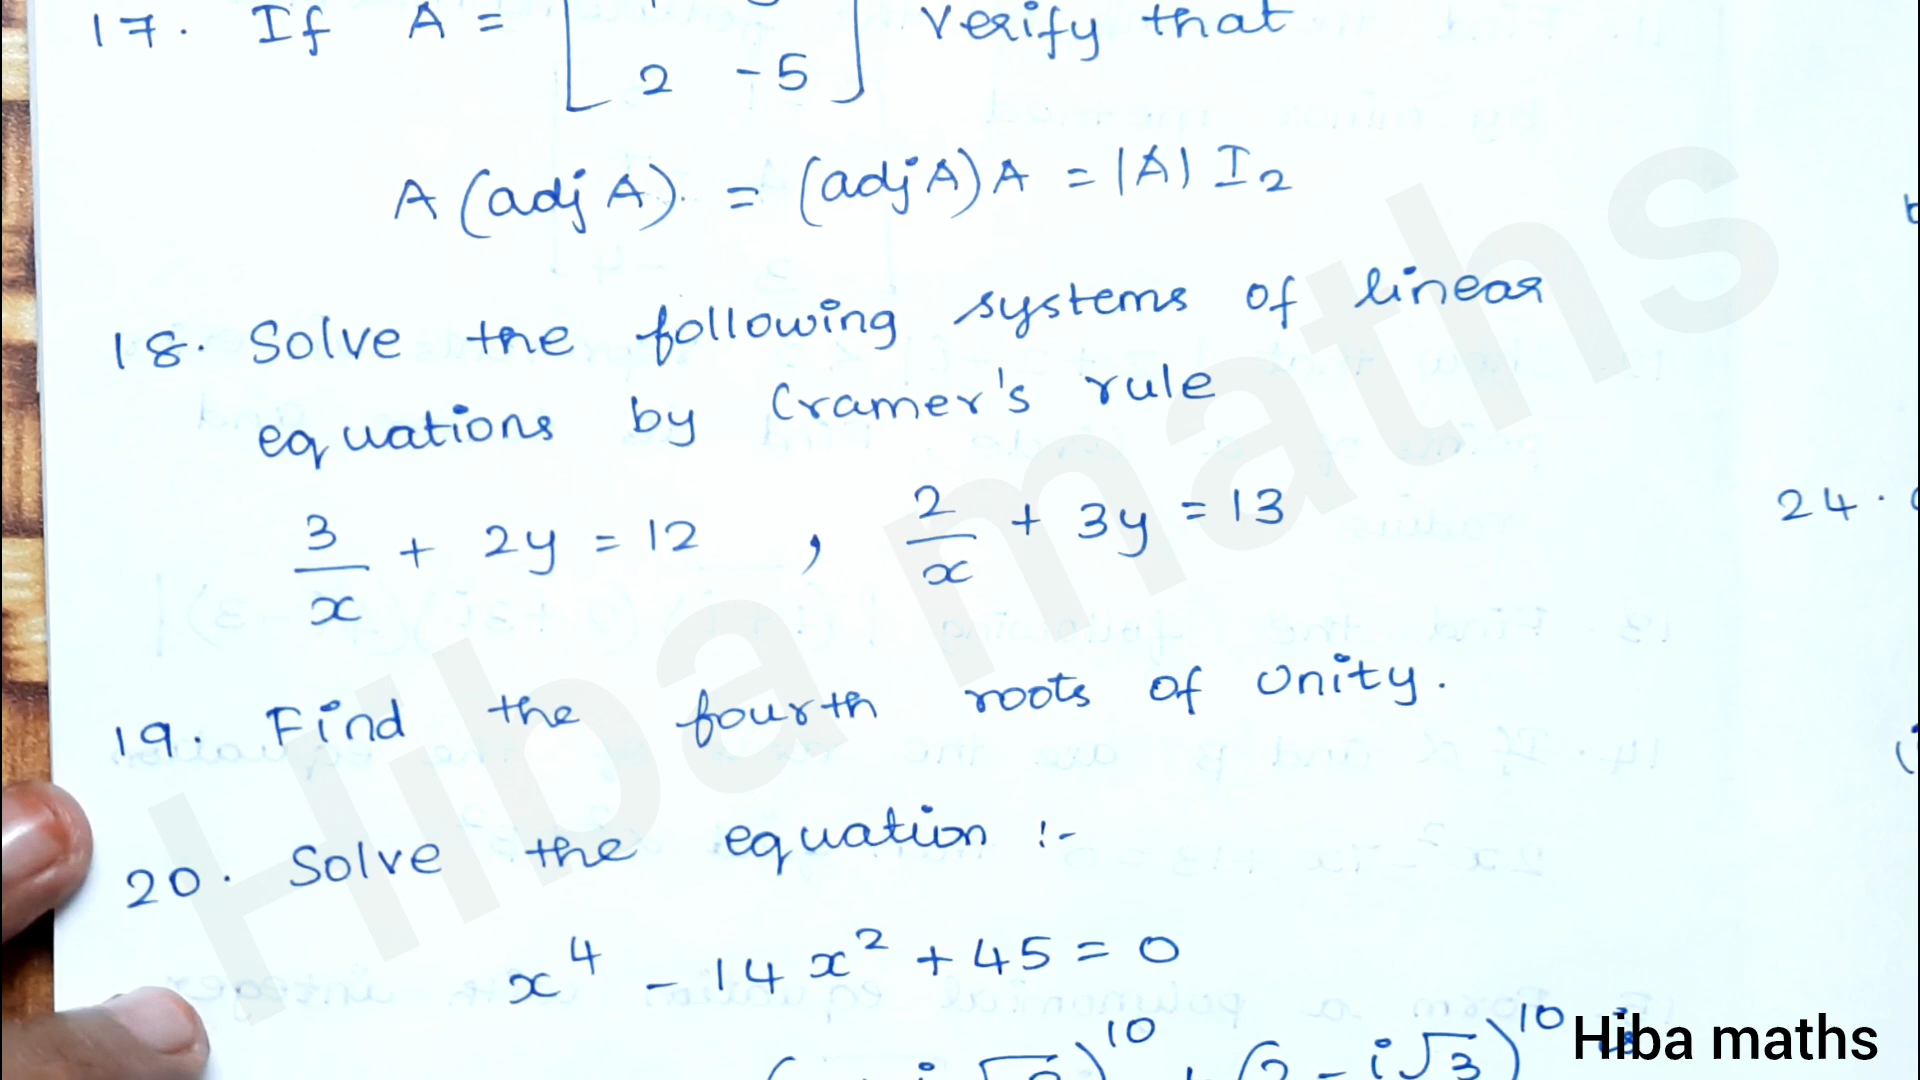 17. If A = [ 2 -5 ] Verify that
A (adj A) = (adj A) A = |A| I₂
18. Solve the following systems of linear
equations by Cramer's rule
3/x + 2y = 12 , 2/x + 3y = 13
24.
19. Find the fourth roots of unity.
20. Solve the equation :-
x⁴ - 14x² + 45 = 0
- i√3)¹⁰
Hiba maths
Hiba maths